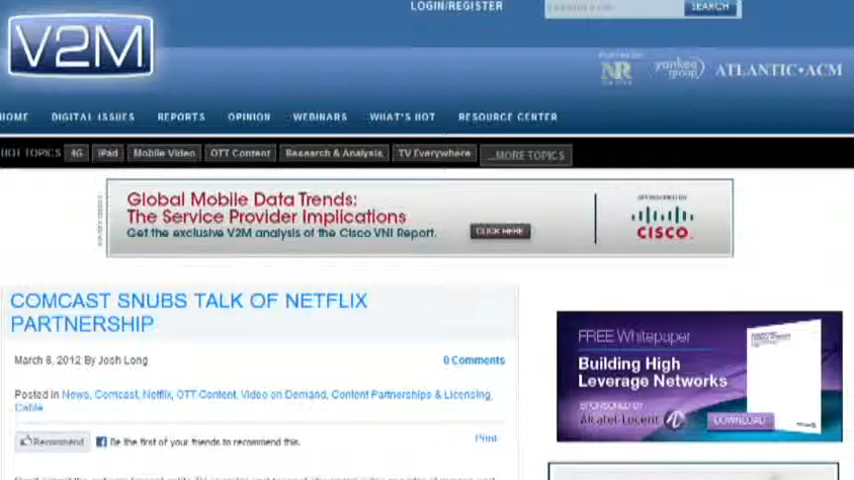 LOGIN/REGISTER
SEARCH
V2M
NR
yankee group
ATLANTIC·ACM
HOME DIGITAL ISSUES REPORTS OPINION WEBINARS WHAT'S HOT RESOURCE CENTER
HOT TOPICS 4G iPad Mobile Video OTT Content Research & Analysis TV Everywhere ...MORE TOPICS
Global Mobile Data Trends:
The Service Provider Implications
Get the exclusive V2M analysis of the Cisco VNI Report.
CLICK HERE
SPONSORED BY
CISCO
COMCAST SNUBS TALK OF NETFLIX
PARTNERSHIP
March 8, 2012 By Josh Long
0 Comments
Posted in News, Comcast, Netflix, OTT Content, Video on Demand, Content Partnerships & Licensing,
Cable
Recommend
Be the first of your friends to recommend this.
Print
FREE Whitepaper
Building High
Leverage Networks
SPONSORED BY
Alcatel-Lucent
DOWNLOAD